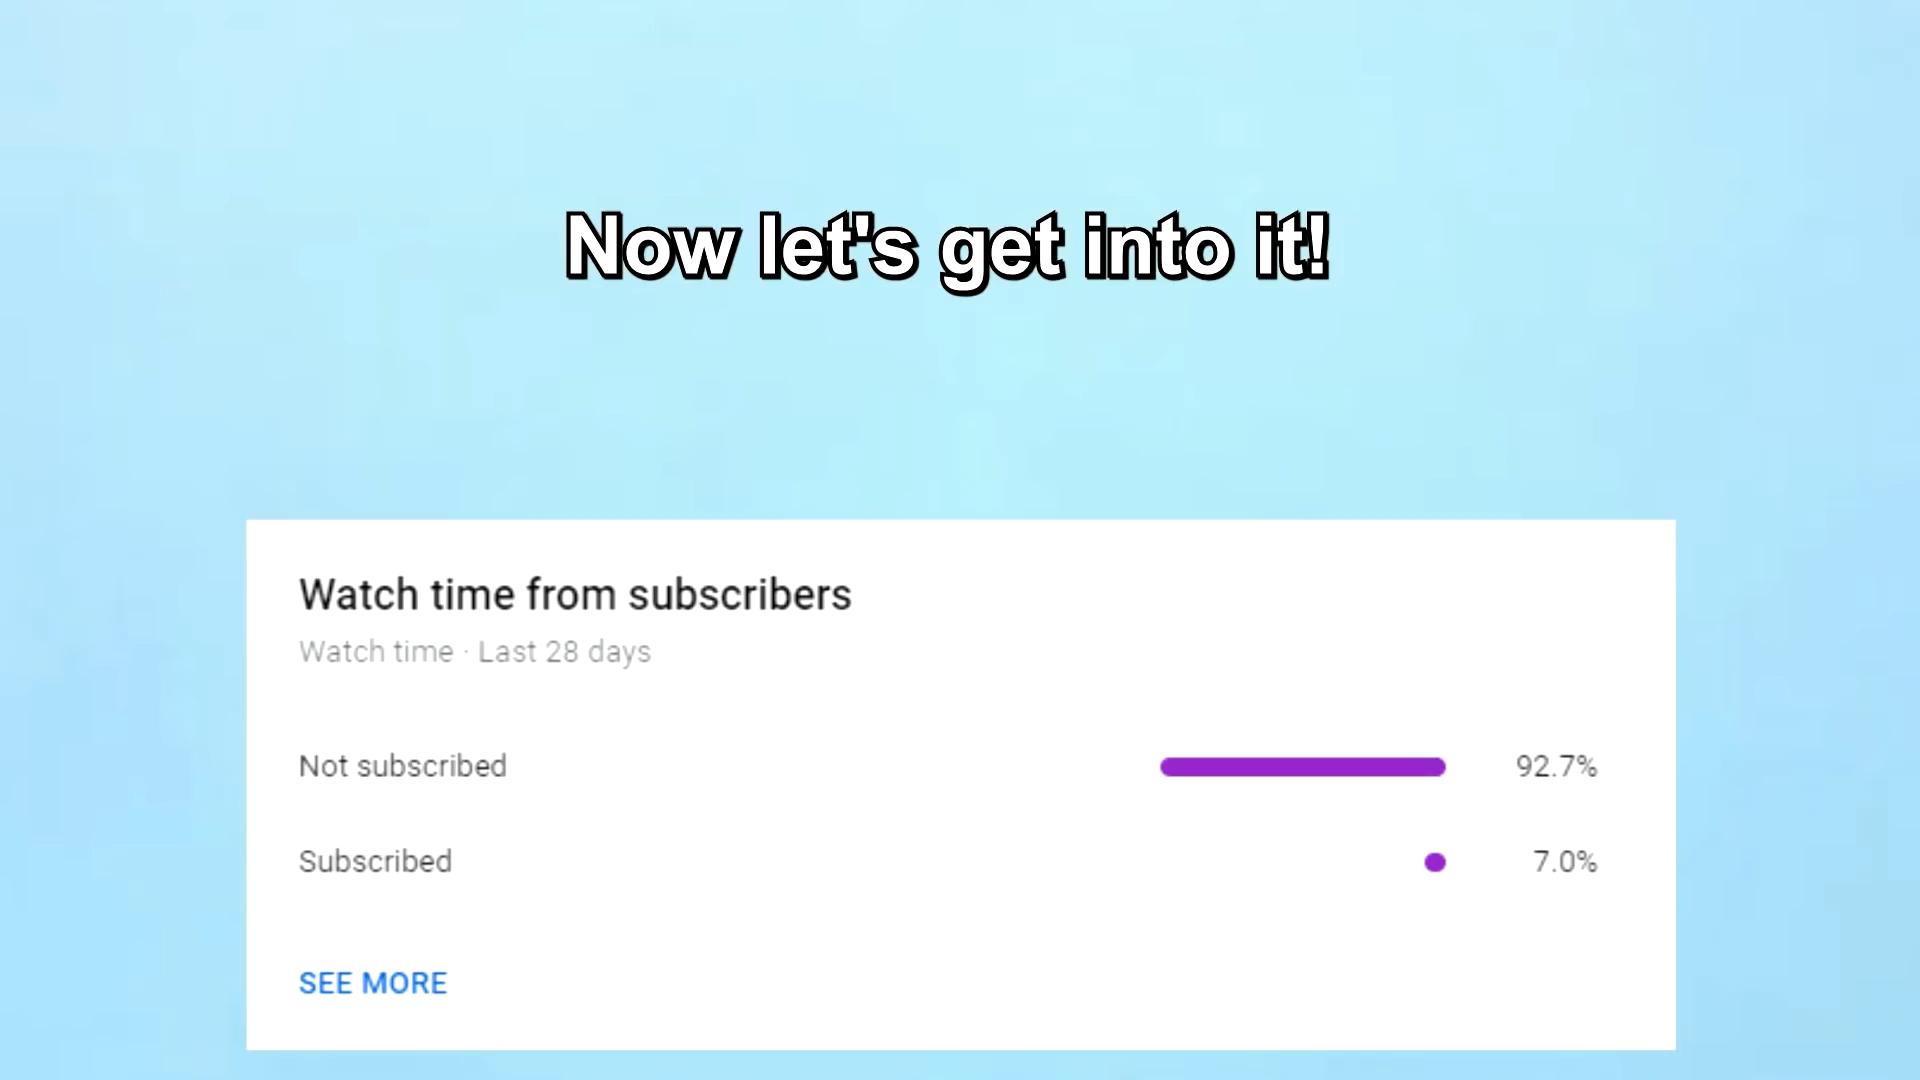 Now let's get into it!
Watch time from subscribers
Watch time · Last 28 days
Not subscribed 92.7%
Subscribed 7.0%
SEE MORE